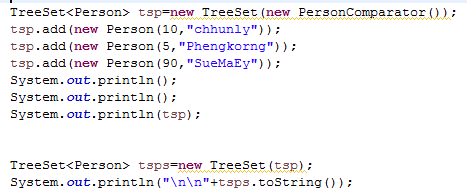 TreeSet<Person> tsp=new TreeSet(new PersonComparator());
tsp.add(new Person(10,"chhunly"));
tsp.add(new Person(5,"Phengkorng"));
tsp.add(new Person(90,"SueMaEy"));
System.out.println();
System.out.println();
System.out.println(tsp);
TreeSet<Person> tsps=new TreeSet(tsp);
System.out.println("\n\n"+tsps.toString());